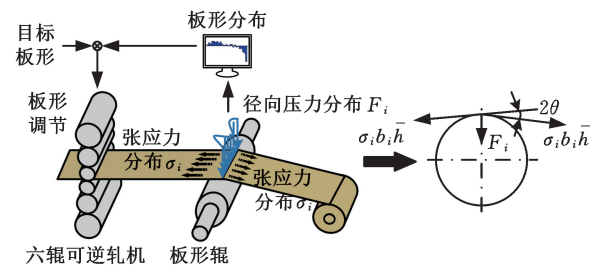 板形分布
目标
板形
板形
调节
径向压力分布 Fᵢ
张应力
分布σᵢ
张应力
分布σᵢ
六辊可逆轧机
板形辊
2θ
σᵢbᵢh̄
Fᵢ
σᵢbᵢh̄